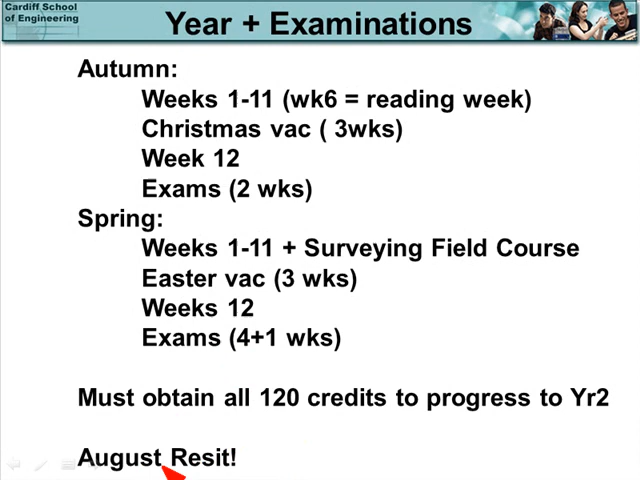 Cardiff School
of Engineering
Year + Examinations
Autumn:
Weeks 1-11 (wk6 = reading week)
Christmas vac ( 3wks)
Week 12
Exams (2 wks)
Spring:
Weeks 1-11 + Surveying Field Course
Easter vac (3 wks)
Weeks 12
Exams (4+1 wks)
Must obtain all 120 credits to progress to Yr2
August Resit!